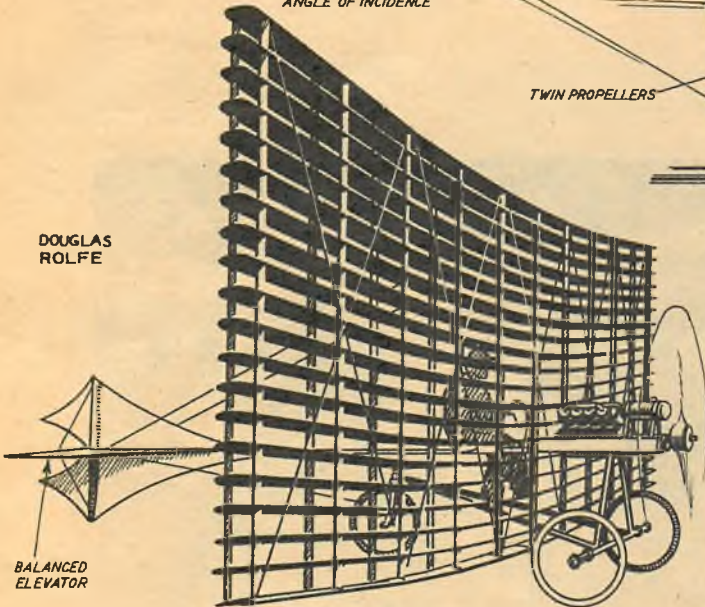 ANGLE OF INCIDENCE
TWIN PROPELLERS
DOUGLAS
ROLFE
BALANCED
ELEVATOR